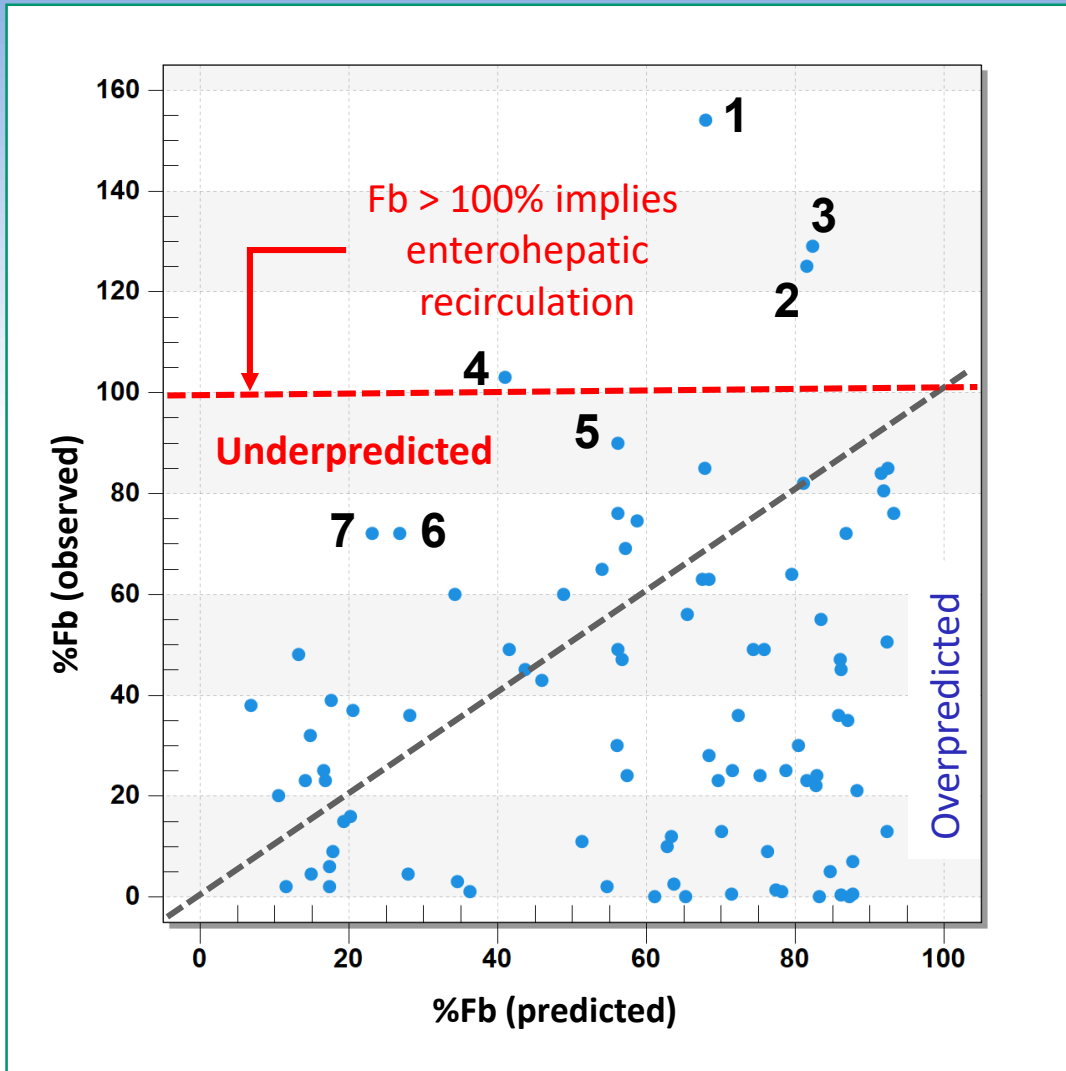 160
140
120
100
80
60
40
20
0
%Fb (observed)
1
3
2
Fb > 100% implies
enterohepatic
recirculation
4
5
Underpredicted
7
6
Overpredicted
0 20 40 60 80 100
%Fb (predicted)